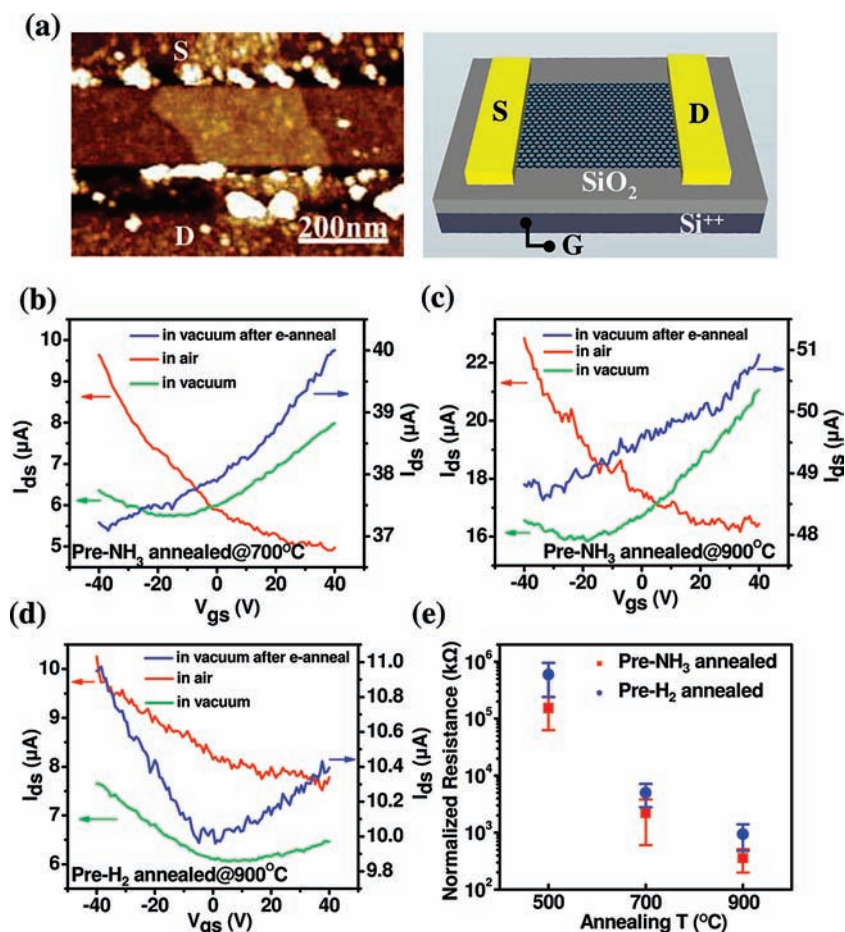 (a)
S
D
200nm
S
D
SiO2
Si++
G
(b)
in vacuum after e-anneal
in air
in vacuum
Ids (µA)
10
9
8
7
6
5
Ids (µA)
40
39
38
37
Pre-NH3 annealed@700oC
-40 -20 0 20 40
Vgs (V)
(c)
in vacuum after e-anneal
in air
in vacuum
Ids (µA)
22
20
18
16
Ids (µA)
51
50
49
48
Pre-NH3 annealed@900oC
-40 -20 0 20 40
Vgs (V)
(d)
in vacuum after e-anneal
in air
in vacuum
Ids (µA)
10
9
8
7
6
Ids (µA)
11.0
10.8
10.6
10.4
10.2
10.0
9.8
Pre-H2 annealed@900oC
-40 -20 0 20 40
Vgs (V)
(e)
Pre-NH3 annealed
Pre-H2 annealed
Normalized Resistance (kΩ)
10^6
10^5
10^4
10^3
10^2
500 700 900
Annealing T (oC)